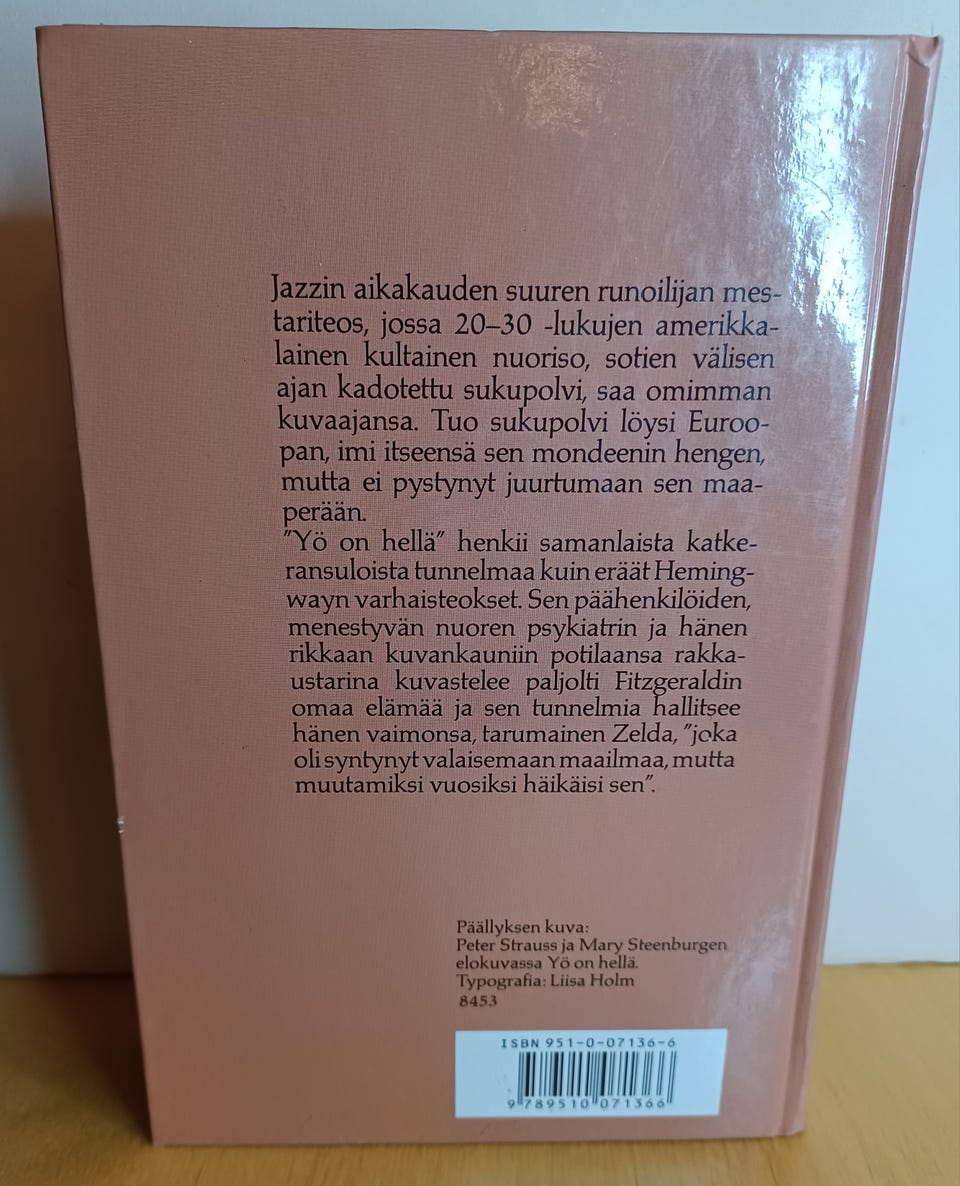 Jazzin aikakauden suuren runoilijan mes-
tariteos, jossa 20–30 -lukujen amerikka-
lainen kultainen nuoriso, sotien välisen
ajan kadotettu sukupolvi, saa omimman
kuvaajansa. Tuo sukupolvi löysi Euroo-
pan, imi itseensä sen mondeenin hengen,
mutta ei pystynyt juurtumaan sen maa-
perään.
"Yö on hellä" henkii samanlaista katke-
ransuloista tunnelmaa kuin eräät Heming-
wayn varhaisteokset. Sen päähenkilöiden,
menestyvän nuoren psykiatrin ja hänen
rikkaan kuvankauniin potilaansa rakka-
ustarina kuvastelee paljolti Fitzgeraldin
omaa elämää ja sen tunnelmia hallitsee
hänen vaimonsa, tarumainen Zelda, "joka
oli syntynyt valaisemaan maailmaa, mutta
muutamiksi vuosiksi häikäisi sen".
Päällyksen kuva:
Peter Strauss ja Mary Steenburgen
elokuvassa Yö on hellä.
Typografia: Liisa Holm
8453
ISBN 951-0-07136-6
9 789510 071366